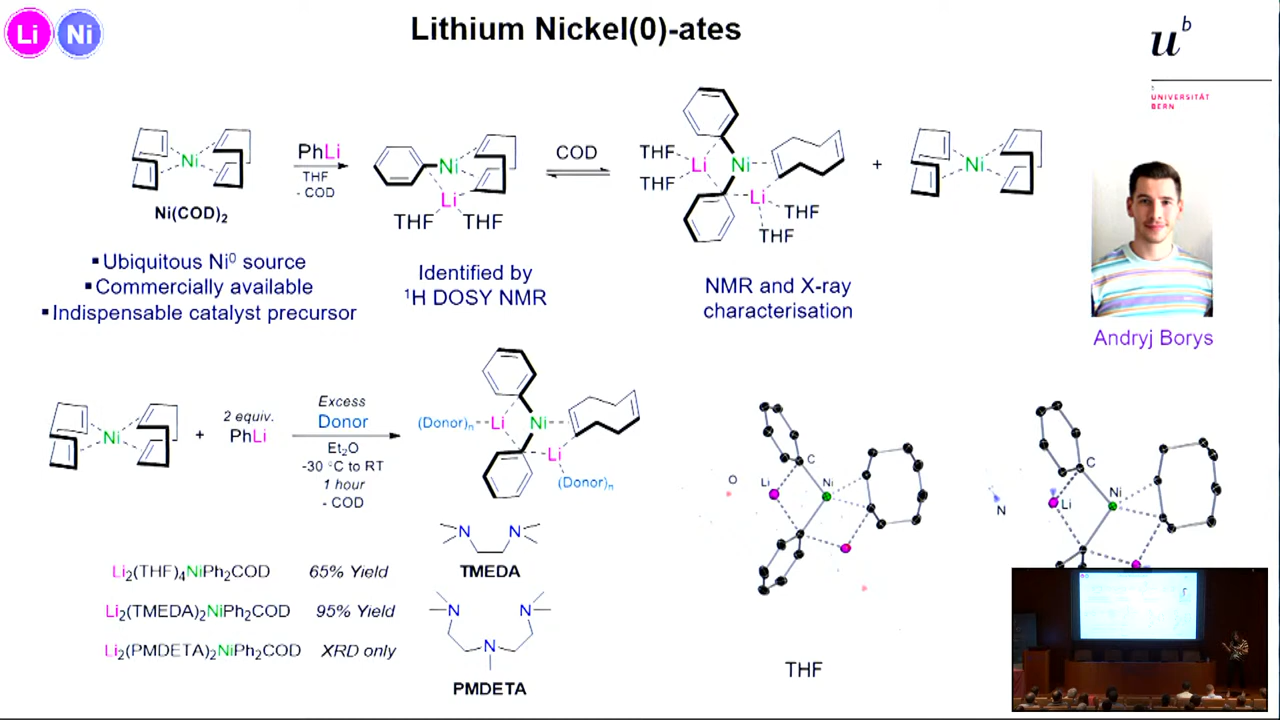 Li Ni
Lithium Nickel(0)-ates
u^b
UNIVERSITÄT
BERN
Ni
Ni(COD)₂
PhLi
THF
- COD
Ni
Li
THF THF
COD
THF
THF
Li
Ni
Li
THF
THF
+
Ni
▪Ubiquitous Ni⁰ source
▪Commercially available
▪Indispensable catalyst precursor
Identified by
¹H DOSY NMR
NMR and X-ray
characterisation
Andryj Borys
Ni
+
2 equiv.
PhLi
Excess
Donor
Et₂O
-30 °C to RT
1 hour
- COD
(Donor)ₙ
Li
Ni
Li
(Donor)ₙ
N N
TMEDA
N N
N
PMDETA
Li₂(THF)₄NiPh₂COD 65% Yield
Li₂(TMEDA)₂NiPh₂COD 95% Yield
Li₂(PMDETA)₂NiPh₂COD XRD only
C
O
Li
Ni
THF
C
Ni
Li
N